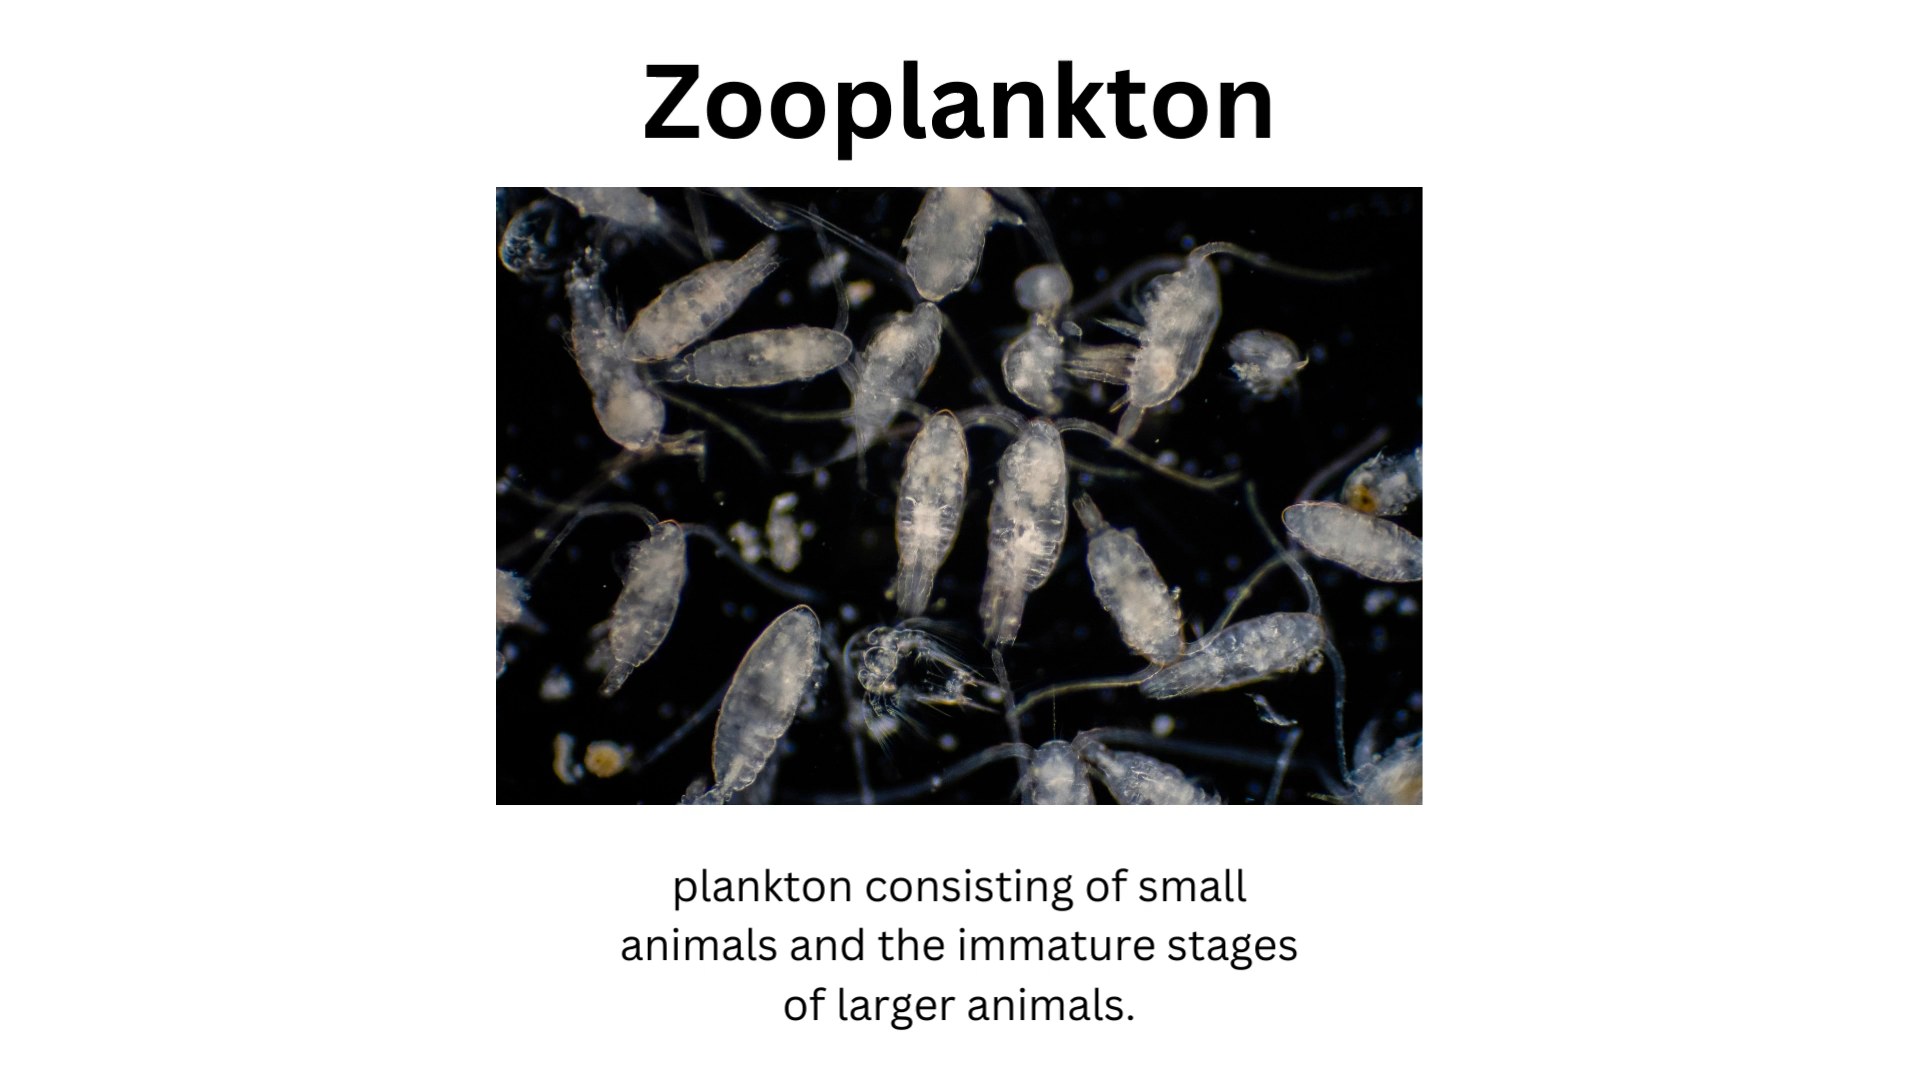 Zooplankton
plankton consisting of small
animals and the immature stages
of larger animals.